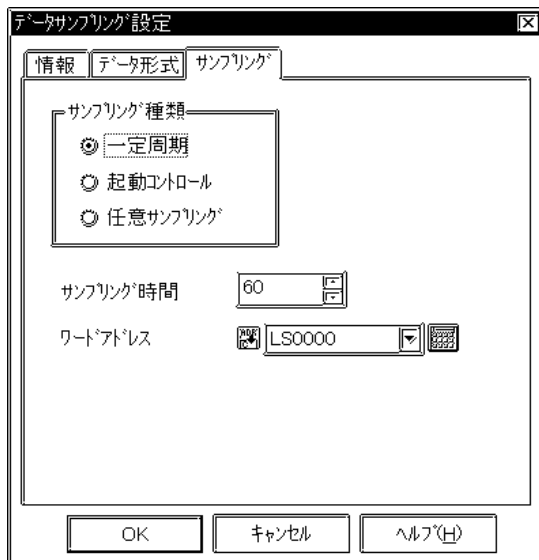 ﾃﾞｰﾀｻﾝﾌﾟﾘﾝｸﾞ設定
情報 ﾃﾞｰﾀ形式 ｻﾝﾌﾟﾘﾝｸﾞ
ｻﾝﾌﾟﾘﾝｸﾞ種類
一定周期
起動ｺﾝﾄﾛｰﾙ
任意ｻﾝﾌﾟﾘﾝｸﾞ
ｻﾝﾌﾟﾘﾝｸﾞ時間 60
ﾜｰﾄﾞｱﾄﾞﾚｽ LS0000
OK ｷｬﾝｾﾙ ﾍﾙﾌﾟ(H)